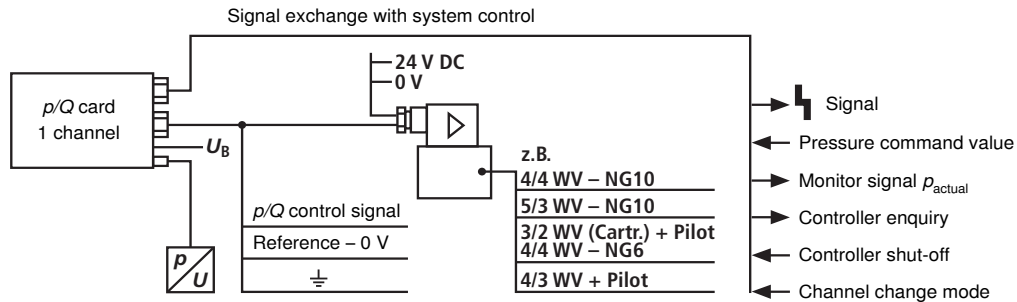 Signal exchange with system control
24 V DC
0 V
p/Q card
1 channel
U_B
p/Q control signal
Reference – 0 V
p
U
z.B.
4/4 WV – NG10
5/3 WV – NG10
3/2 WV (Cartr.) + Pilot
4/4 WV – NG6
4/3 WV + Pilot
Signal
Pressure command value
Monitor signal p_actual
Controller enquiry
Controller shut-off
Channel change mode